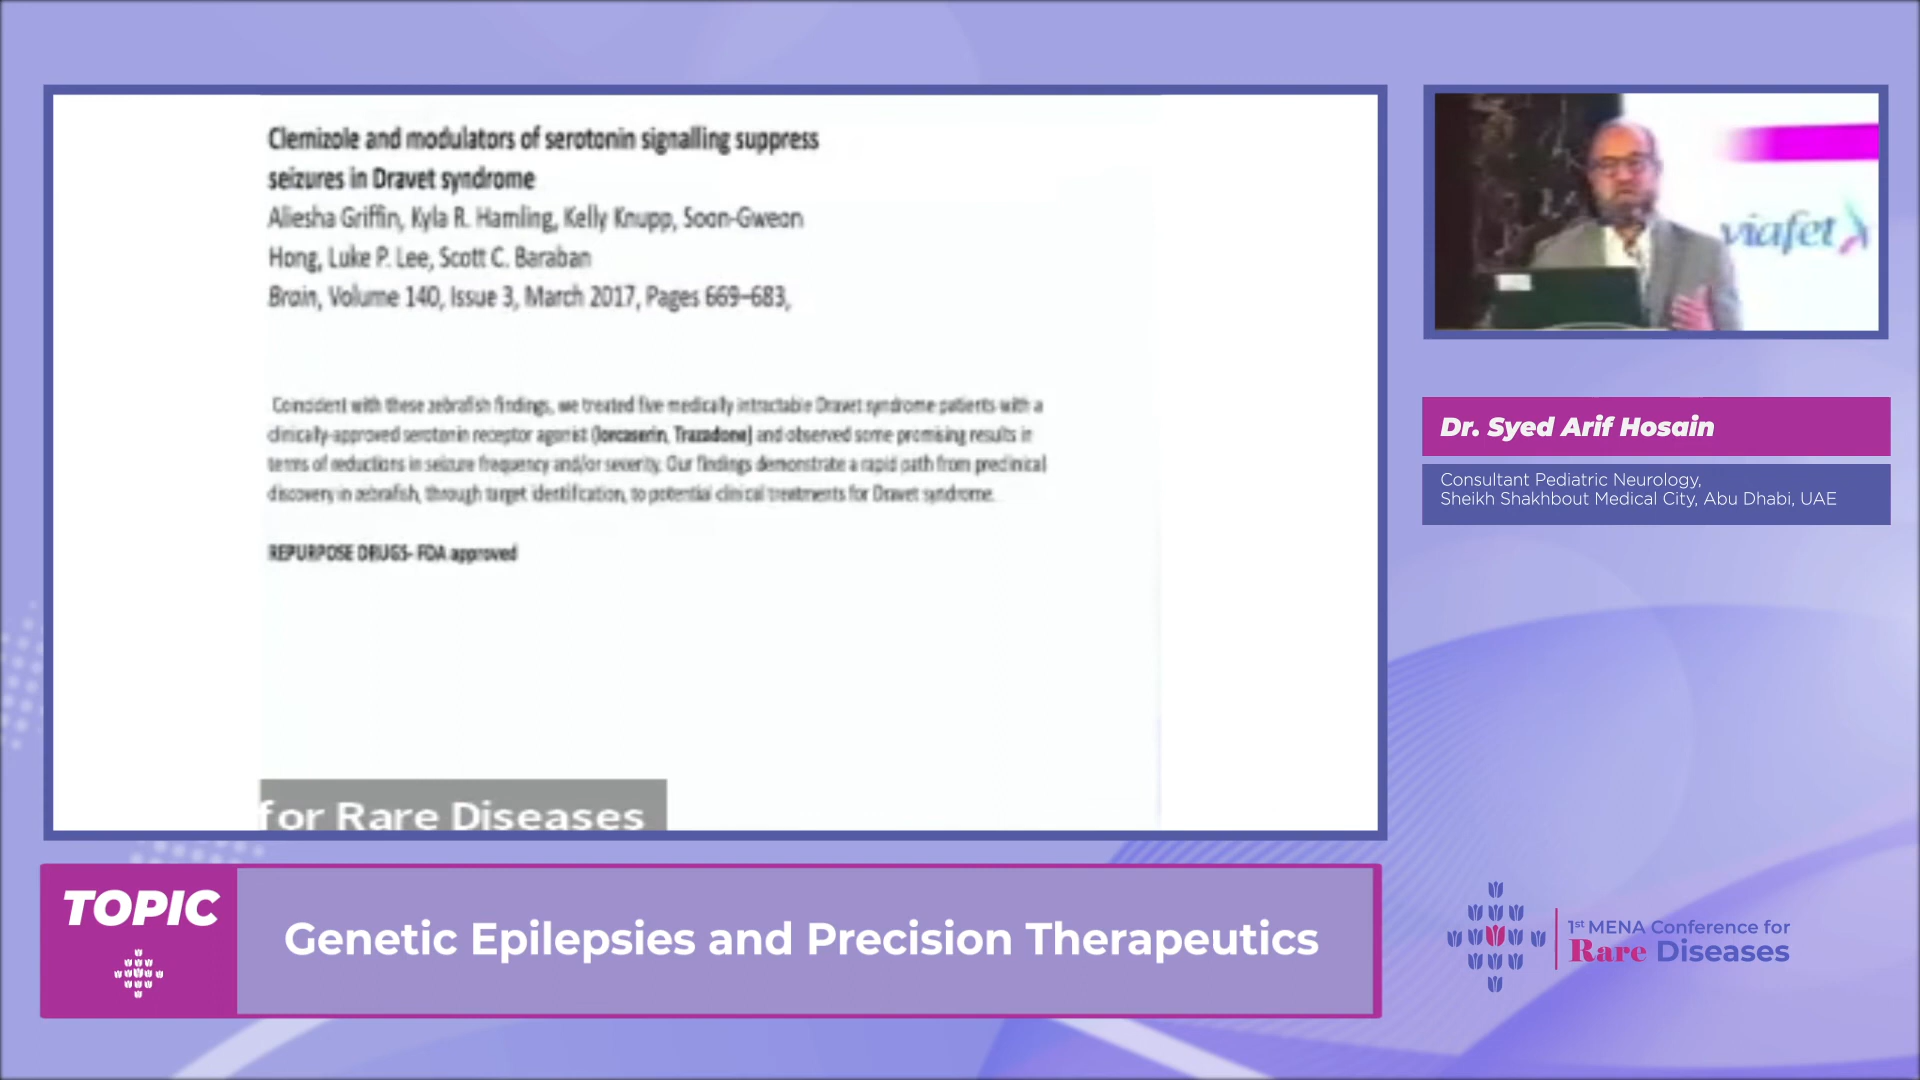 Clemizole and modulators of serotonin signalling suppress
seizures in Dravet syndrome
Aliesha Griffin, Kyla R. Hamling, Kelly Knupp, Soon-Gweon
Hong, Luke P. Lee, Scott C. Baraban
Brain, Volume 140, Issue 3, March 2017, Pages 669–683,
Coincident with these zebrafish findings, we treated five medically intractable Dravet syndrome patients with a
clinically-approved serotonin receptor agonist (lorcaserin, Trazadone) and observed some promising results in
terms of reductions in seizure frequency and/or severity. Our findings demonstrate a rapid path from preclinical
discovery in zebrafish, through target identification, to potential clinical treatments for Dravet syndrome.
REPURPOSE DRUGS- FDA approved
for Rare Diseases
viafet
Dr. Syed Arif Hosain
Consultant Pediatric Neurology,
Sheikh Shakhbout Medical City, Abu Dhabi, UAE
TOPIC
Genetic Epilepsies and Precision Therapeutics
1st MENA Conference for
Rare Diseases